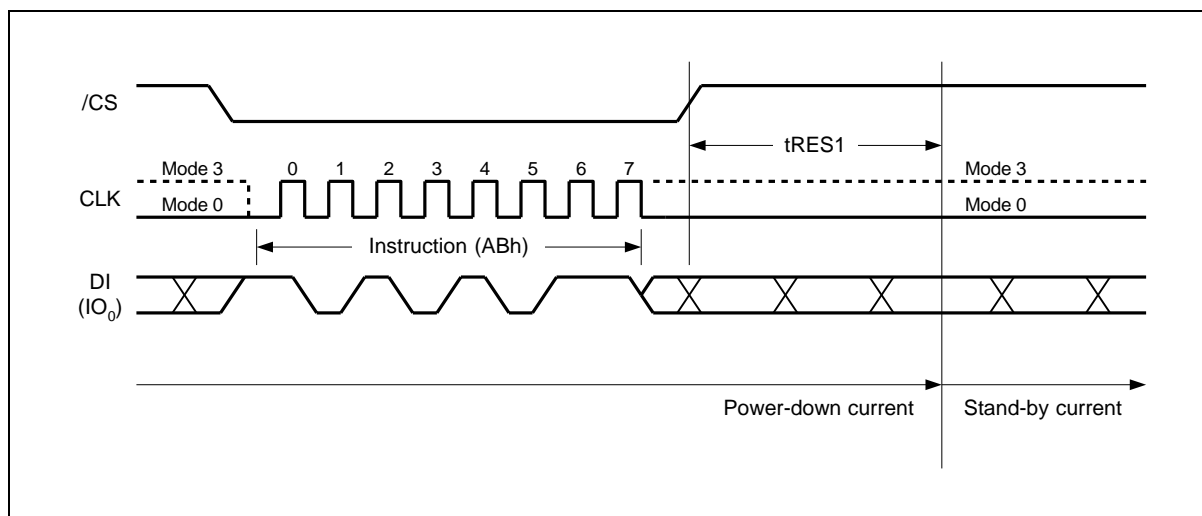 /CS
tRES1
Mode 3 0 1 2 3 4 5 6 7 Mode 3
CLK
Mode 0 Mode 0
Instruction (ABh)
DI
(IO₀)
Power-down current Stand-by current